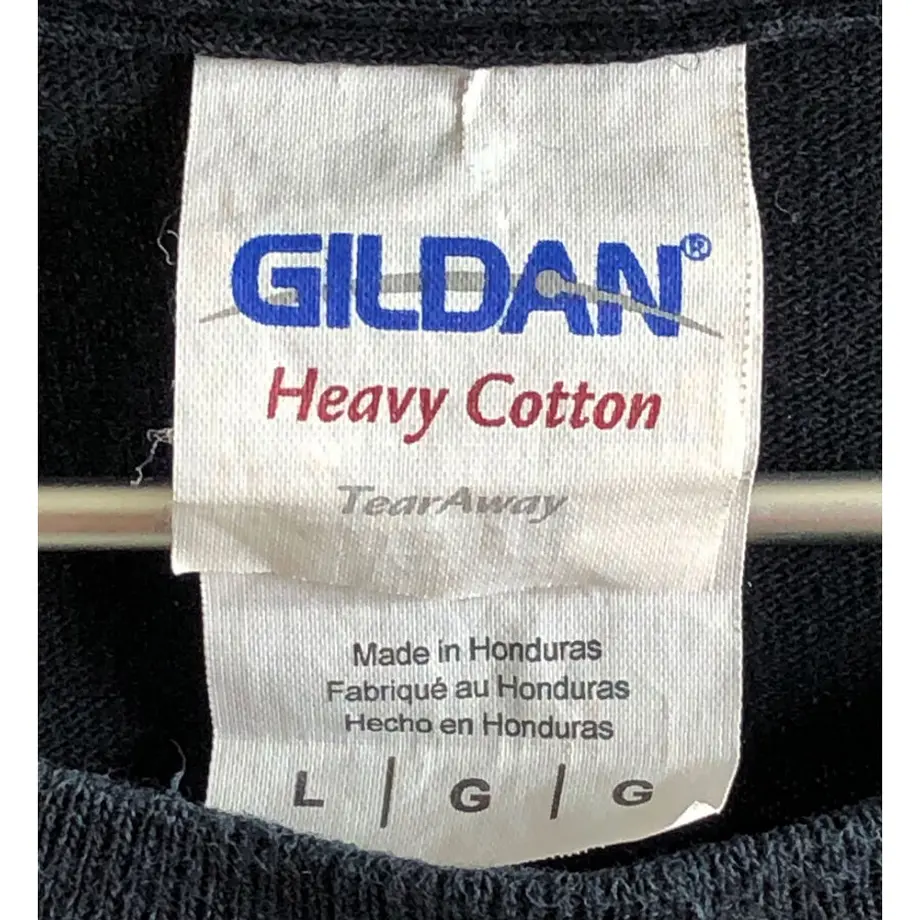 GILDAN®
Heavy Cotton
TearAway
Made in Honduras
Fabriqué au Honduras
Hecho en Honduras
L / G / G